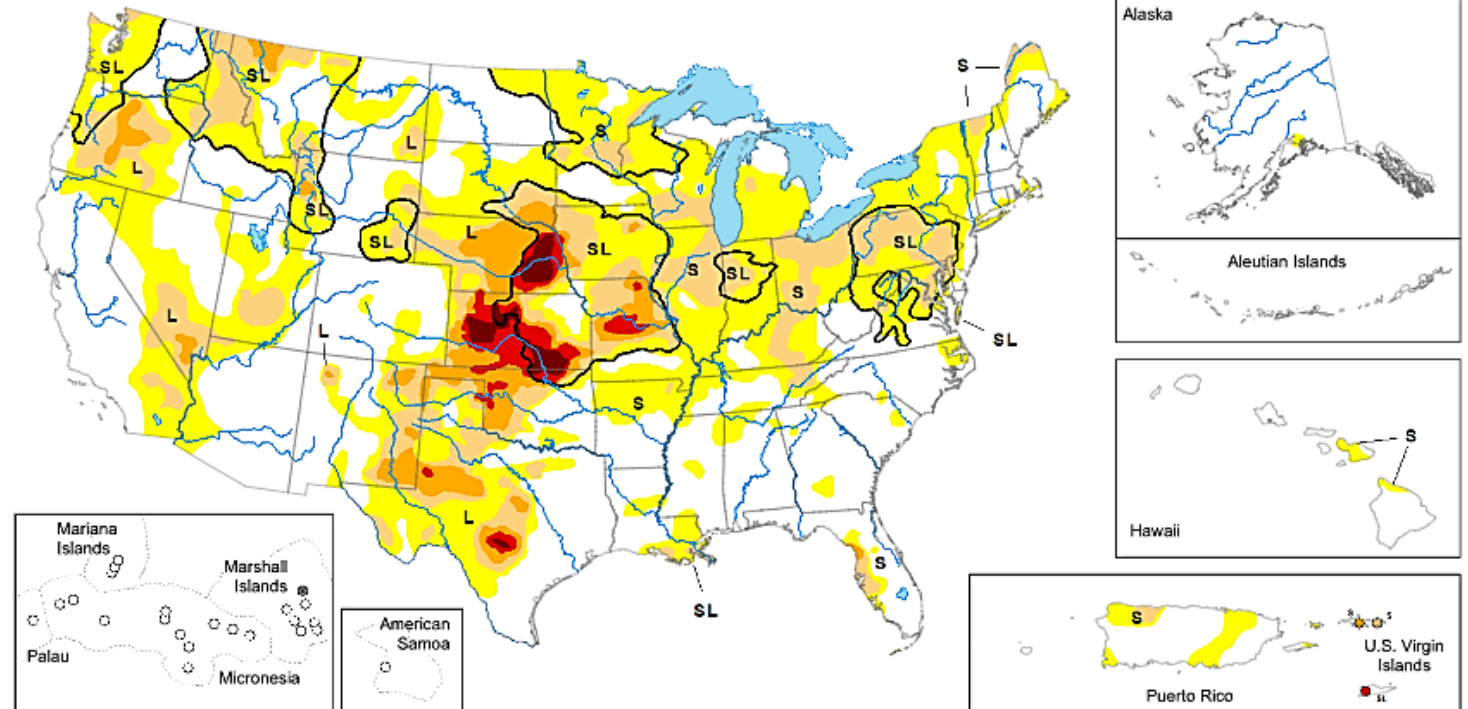 Alaska
SL
SL
S
S
L
L
SL
Aleutian Islands
L
SL
SL
SL
S
SL
S
L
L
SL
S
S
Hawaii
L
S
SL
Mariana
Islands
Marshall
Islands
Palau
Micronesia
American
Samoa
S
S
S
U.S. Virgin
Islands
SL
Puerto Rico